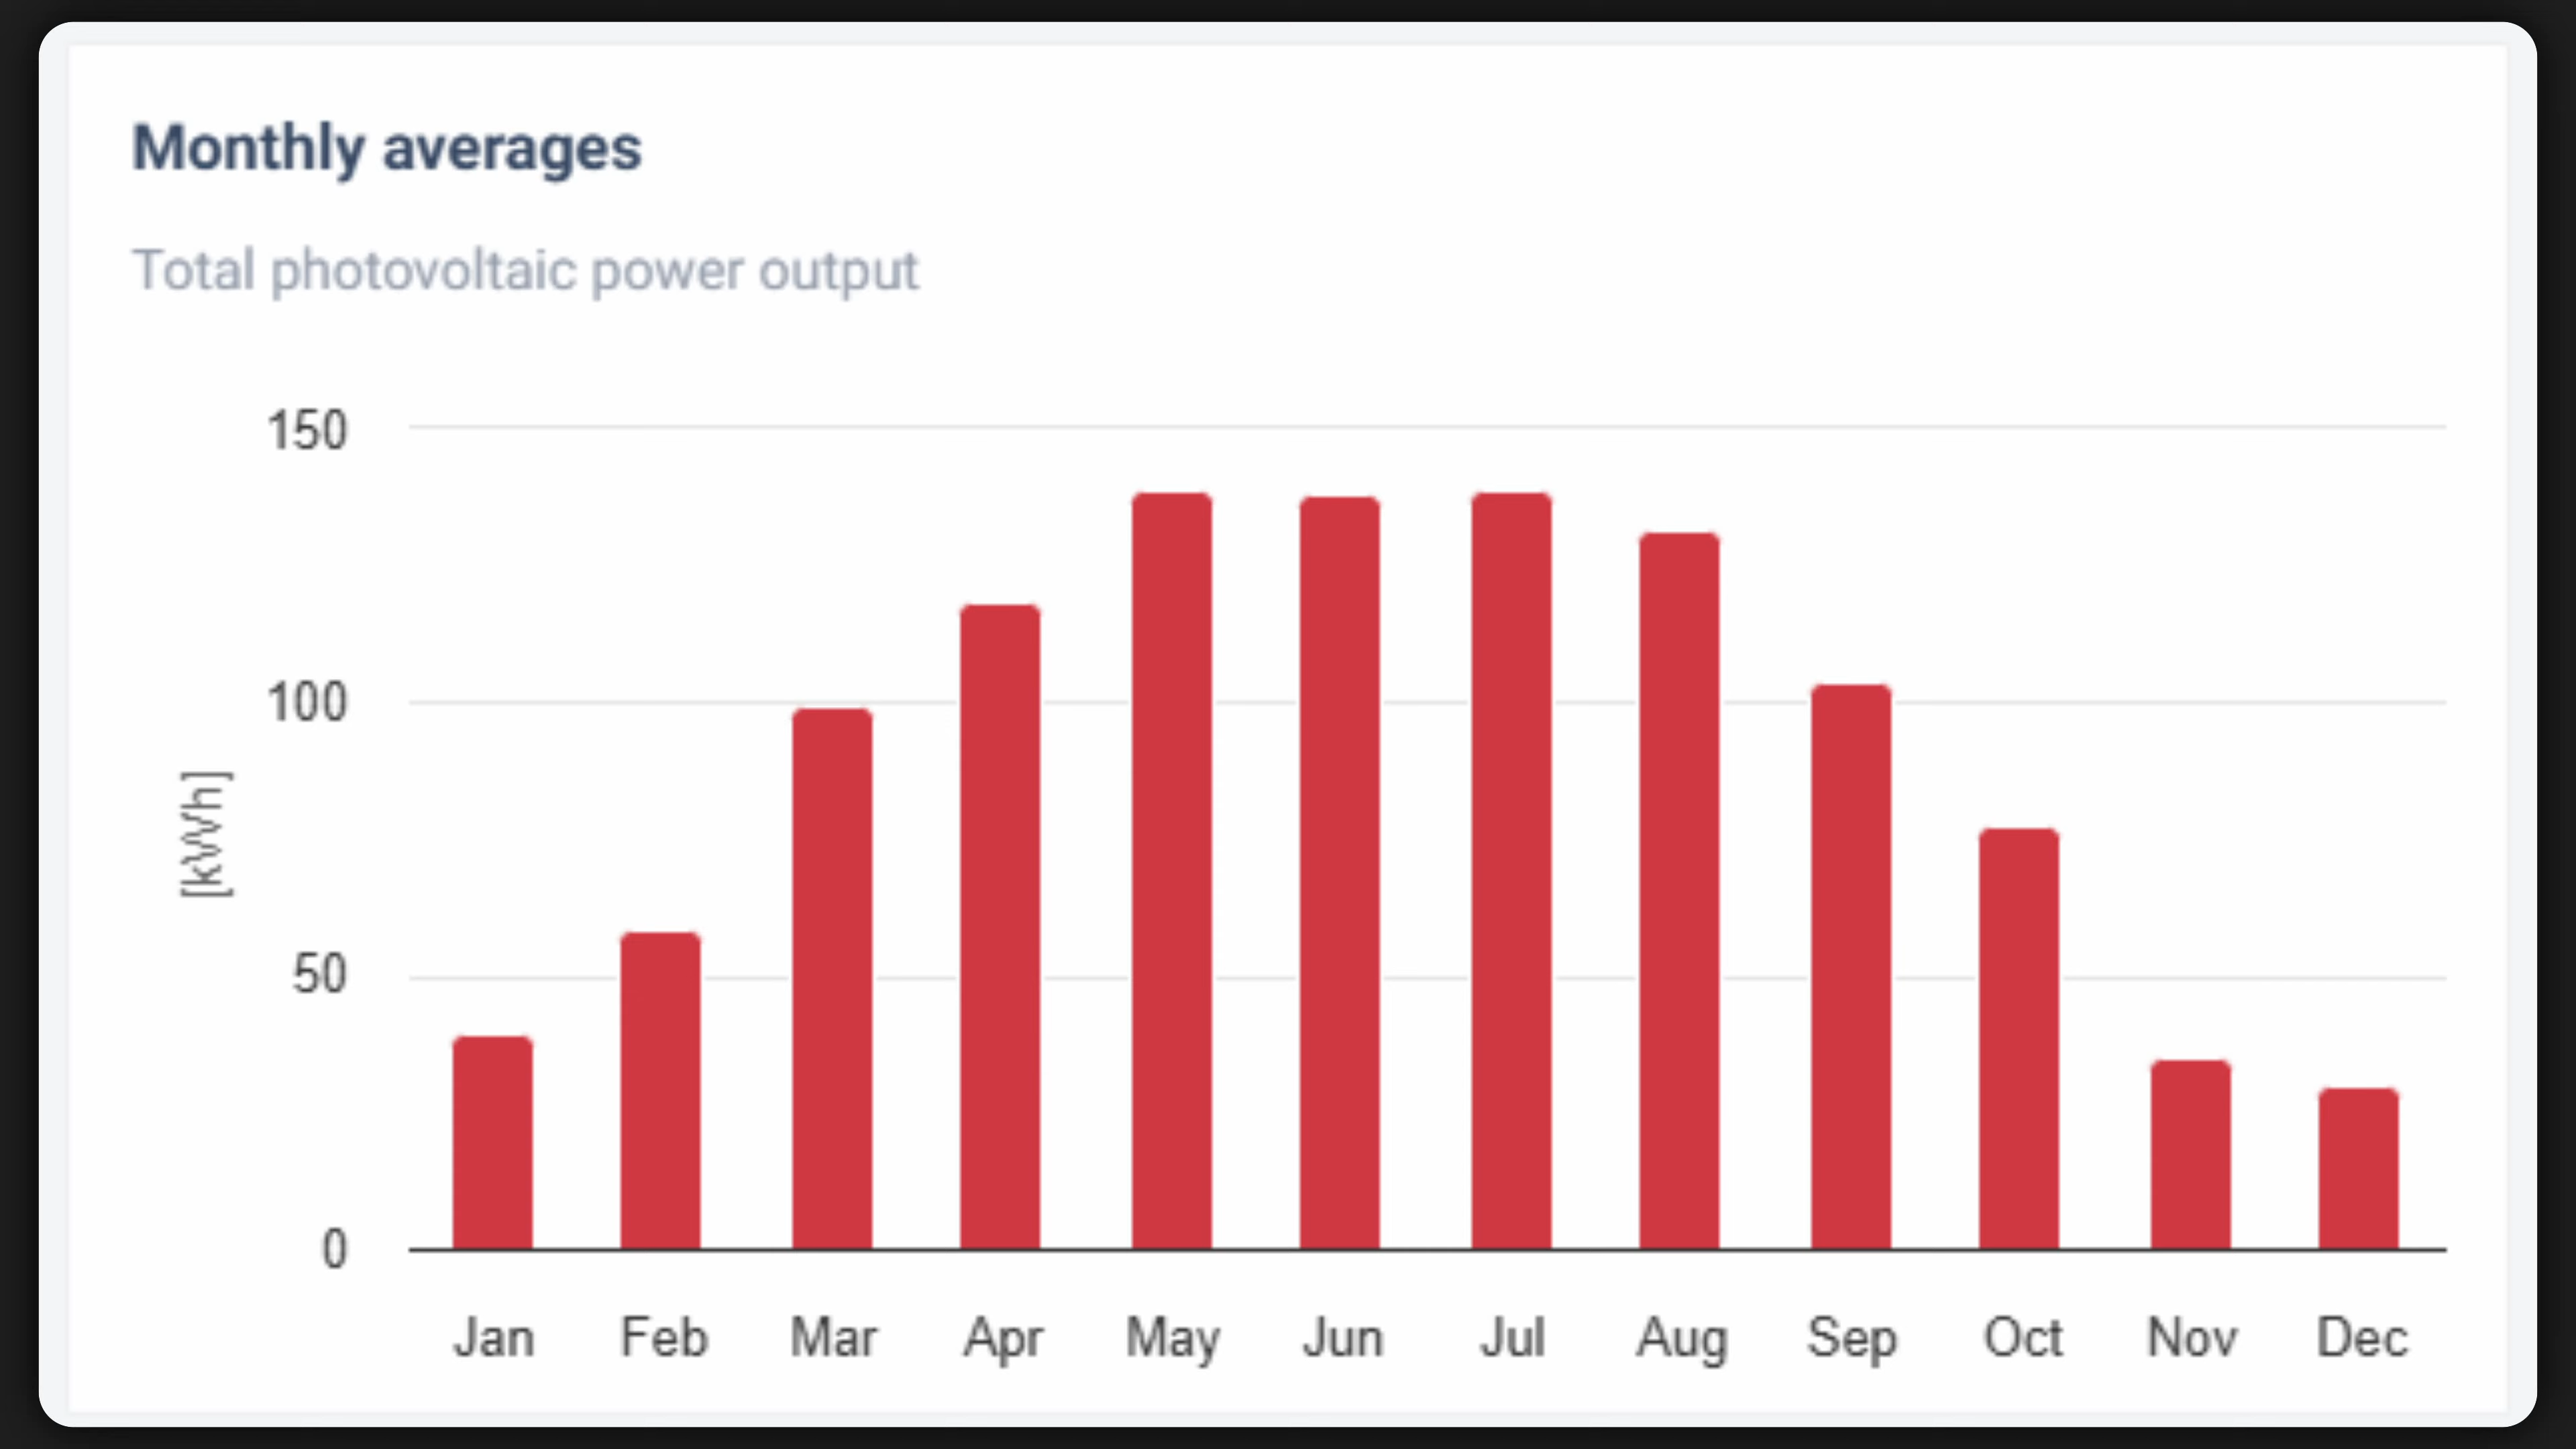 Monthly averages
Total photovoltaic power output
150
100
50
0
[kWh]
Jan Feb Mar Apr May Jun Jul Aug Sep Oct Nov Dec